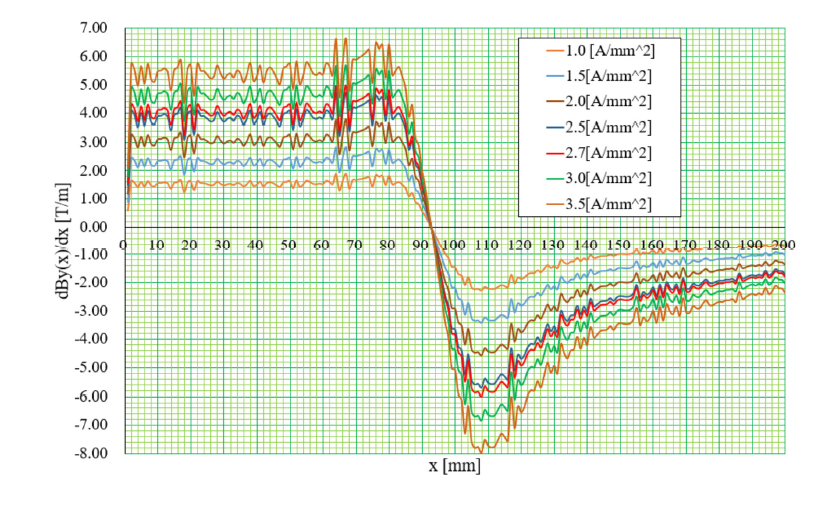 7.00
6.00
5.00
4.00
3.00
2.00
1.00
0.00
-1.00
-2.00
-3.00
-4.00
-5.00
-6.00
-7.00
-8.00
dBy(x)/dx [T/m]
0 10 20 30 40 50 60 70 80 90 100 110 120 130 140 150 160 170 180 190 200
x [mm]
1.0 [A/mm^2]
1.5[A/mm^2]
2.0[A/mm^2]
2.5[A/mm^2]
2.7[A/mm^2]
3.0[A/mm^2]
3.5[A/mm^2]